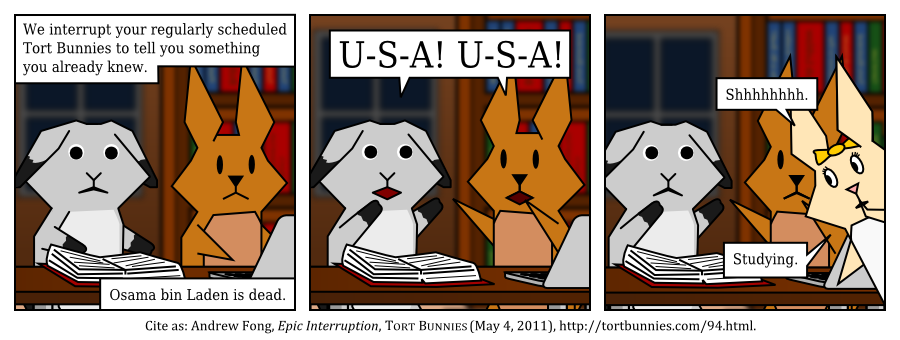 We interrupt your regularly scheduled
Tort Bunnies to tell you something
you already knew.
Osama bin Laden is dead.
U-S-A! U-S-A!
Shhhhhhhh.
Studying.
Cite as: Andrew Fong, Epic Interruption, TORT BUNNIES (May 4, 2011), http://tortbunnies.com/94.html.